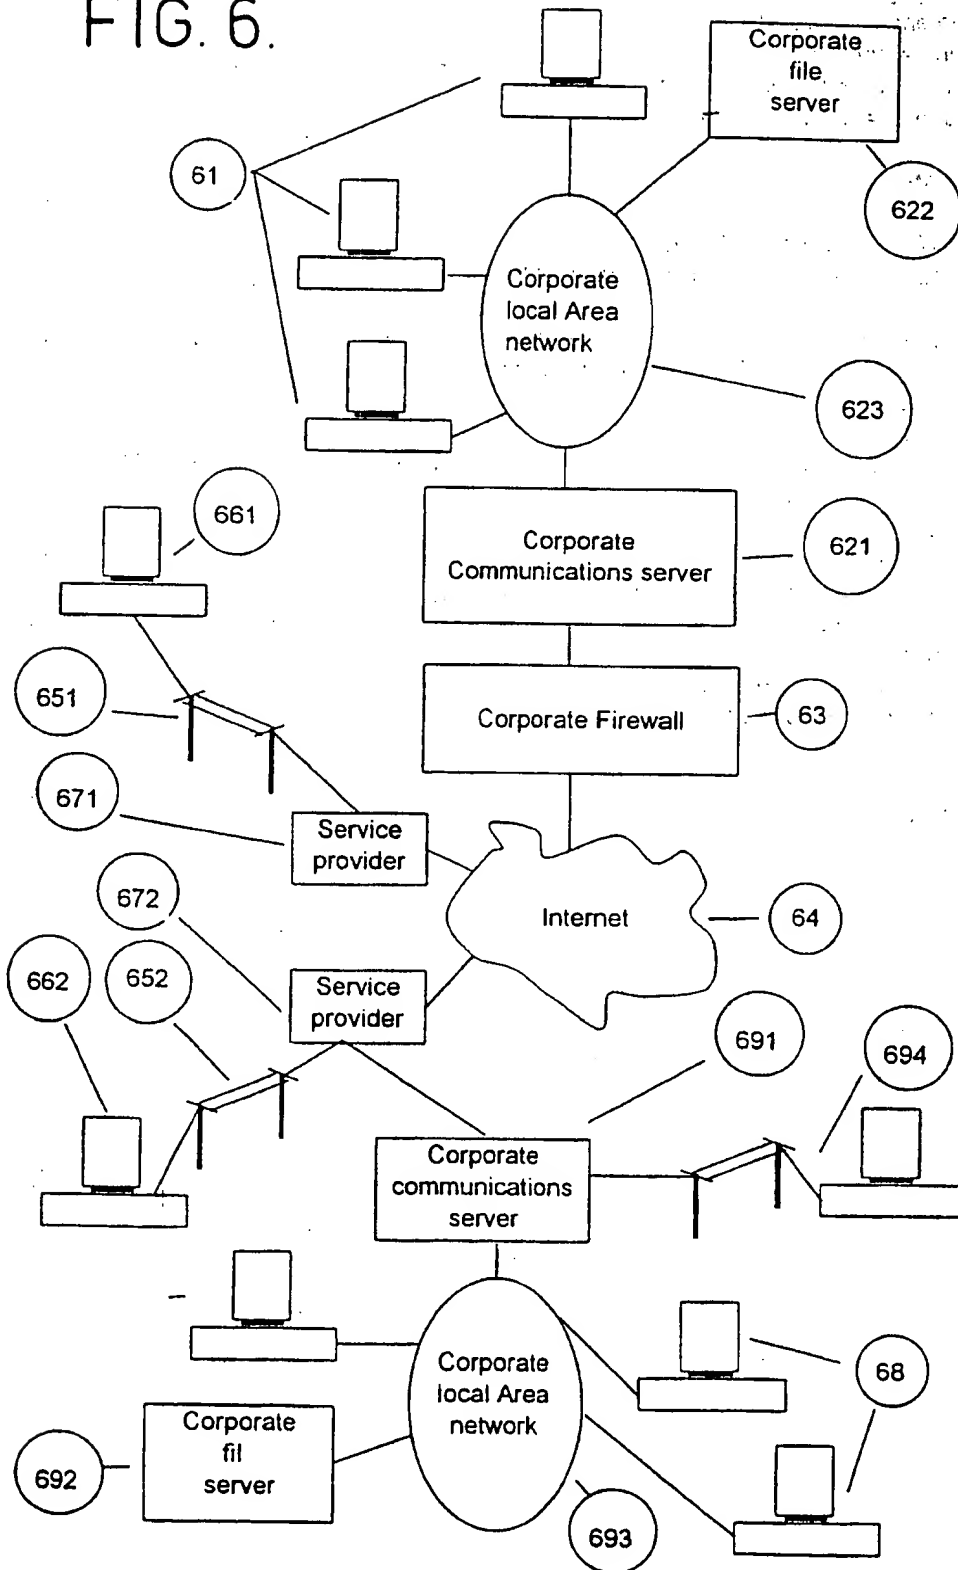 FIG. 6.
Corporate
file
server
61
622
Corporate
local Area
network
623
661
Corporate
Communications server
621
651
Corporate Firewall
63
671
Service
provider
672
Internet
64
662
652
Service
provider
691
694
Corporate
communications
server
Corporate
local Area
network
68
Corporate
fil
server
692
693